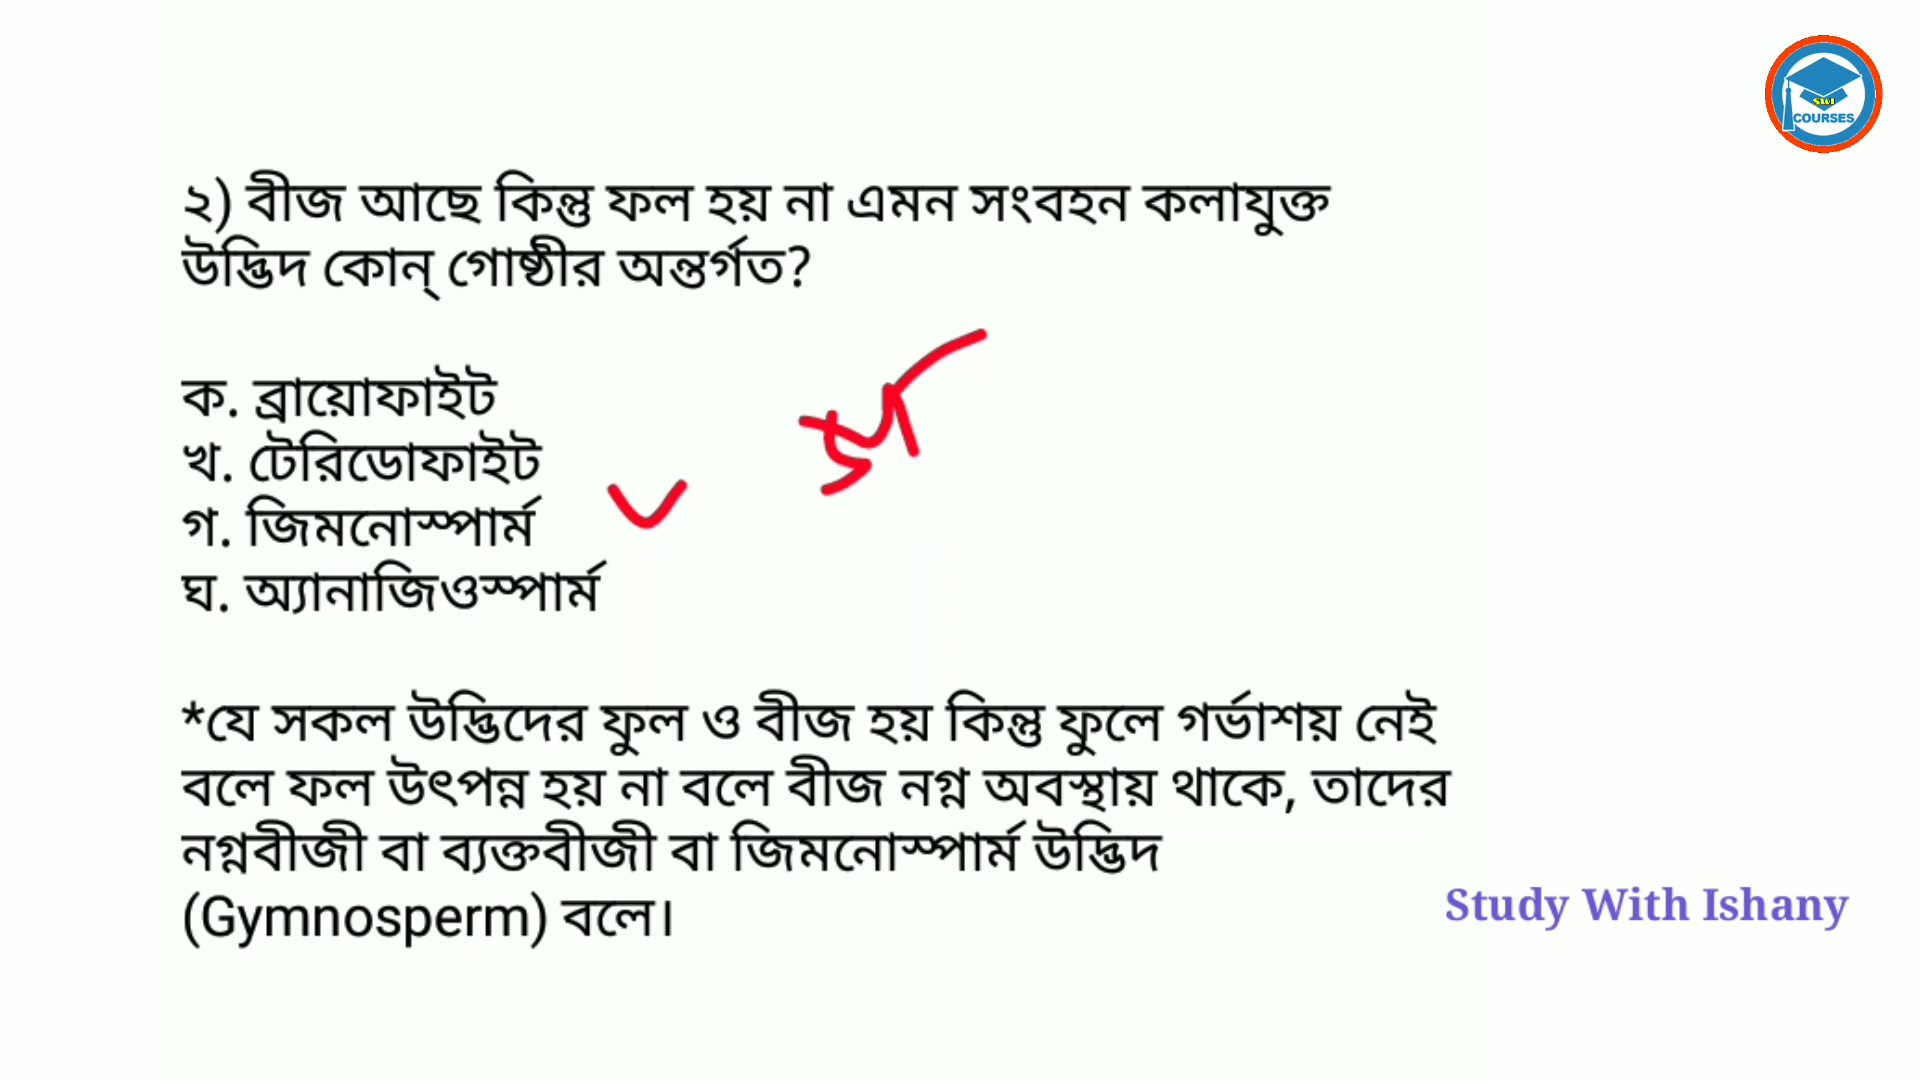 SWI
COURSES
২) বীজ আছে কিন্তু ফল হয় না এমন সংবহন কলাযুক্ত
উদ্ভিদ কোন্ গোষ্ঠীর অন্তর্গত?
ক. ব্রায়োফাইট
খ. টেরিডোফাইট
গ. জিমনোস্পার্ম
ঘ. অ্যানাজিওস্পার্ম
*যে সকল উদ্ভিদের ফুল ও বীজ হয় কিন্তু ফুলে গর্ভাশয় নেই
বলে ফল উৎপন্ন হয় না বলে বীজ নগ্ন অবস্থায় থাকে, তাদের
নগ্নবীজী বা ব্যক্তবীজী বা জিমনোস্পার্ম উদ্ভিদ
(Gymnosperm) বলে।
Study With Ishany